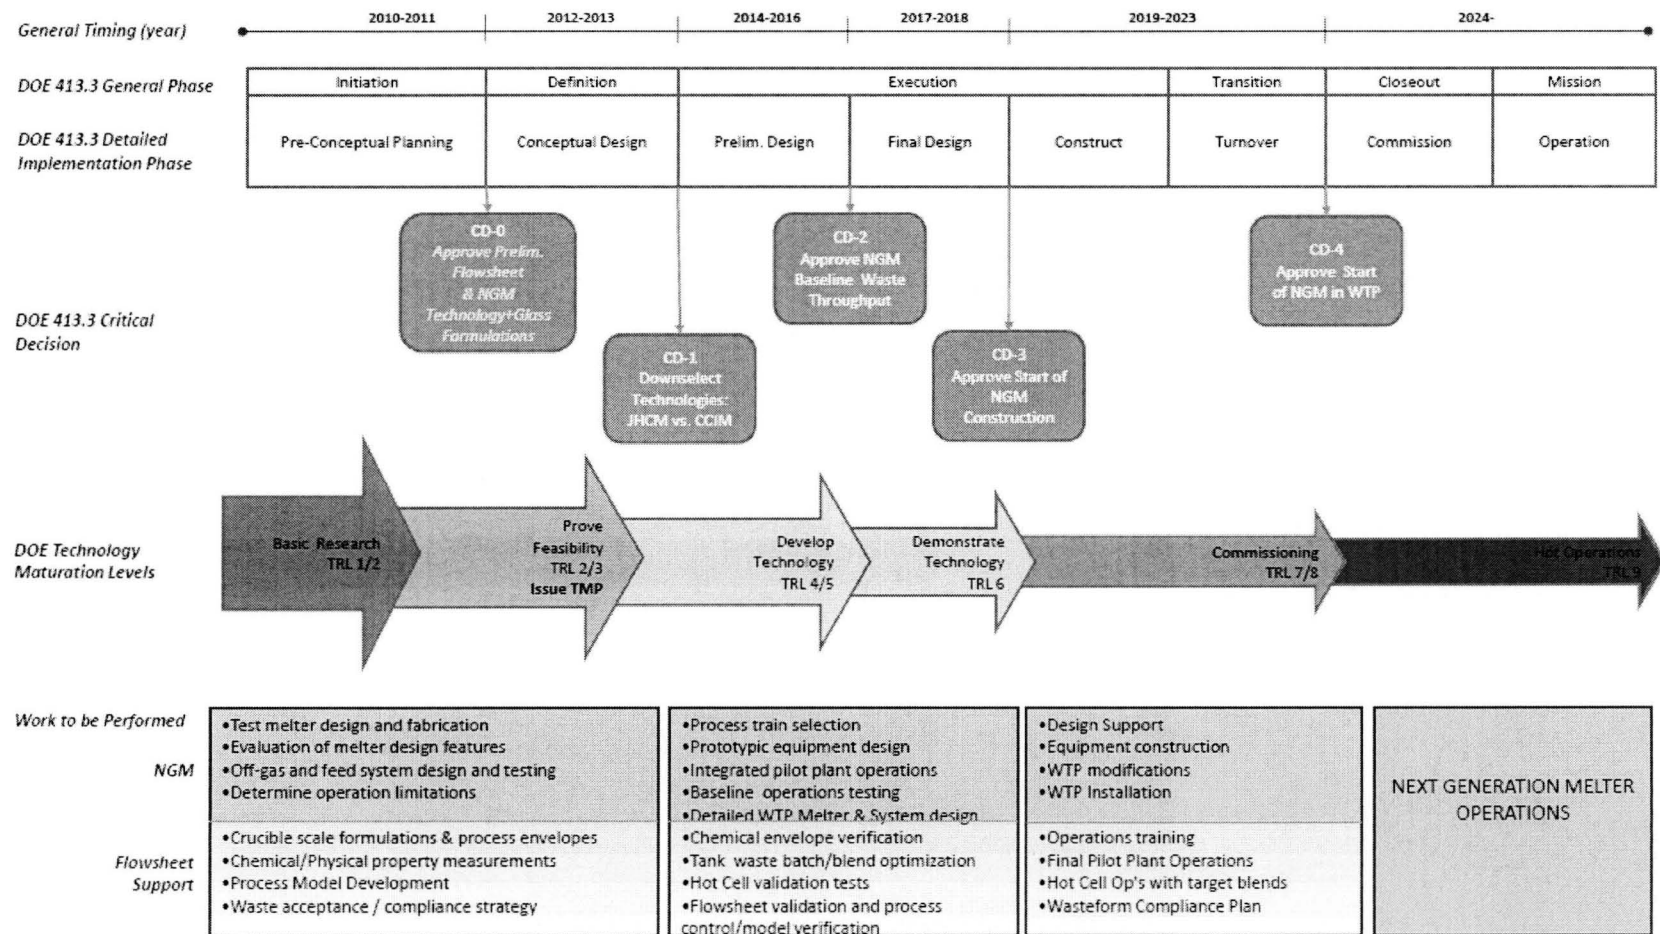 General Timing (year)
2010-2011
2012-2013
2014-2016
2017-2018
2019-2023
2024-
DOE 413.3 General Phase
Initiation
Definition
Execution
Transition
Closeout
Mission
DOE 413.3 Detailed
Implementation Phase
Pre-Conceptual Planning
Conceptual Design
Prelim. Design
Final Design
Construct
Turnover
Commission
Operation
DOE 413.3 Critical
Decision
CD-0
Approve Prelim.
Flowsheet
& NGM
Technology+Glass
Formulations
CD-1
Downselect
Technologies:
JHCM vs. CCIM
CD-2
Approve NGM
Baseline Waste
Throughput
CD-3
Approve Start of
NGM
Construction
CD-4
Approve Start
of NGM in WTP
DOE Technology
Maturation Levels
Basic Research
TRL 1/2
Prove
Feasibility
TRL 2/3
Issue TMP
Develop
Technology
TRL 4/5
Demonstrate
Technology
TRL 6
Commissioning
TRL 7/8
Hot Operations
TRL 9
Work to be Performed
NGM
•Test melter design and fabrication
•Evaluation of melter design features
•Off-gas and feed system design and testing
•Determine operation limitations
•Process train selection
•Prototypic equipment design
•Integrated pilot plant operations
•Baseline operations testing
•Detailed WTP Melter & System design
•Design Support
•Equipment construction
•WTP modifications
•WTP Installation
NEXT GENERATION MELTER
OPERATIONS
Flowsheet
Support
•Crucible scale formulations & process envelopes
•Chemical/Physical property measurements
•Process Model Development
•Waste acceptance / compliance strategy
•Chemical envelope verification
•Tank waste batch/blend optimization
•Hot Cell validation tests
•Flowsheet validation and process
control/model verification
•Operations training
•Final Pilot Plant Operations
•Hot Cell Op's with target blends
•Wasteform Compliance Plan